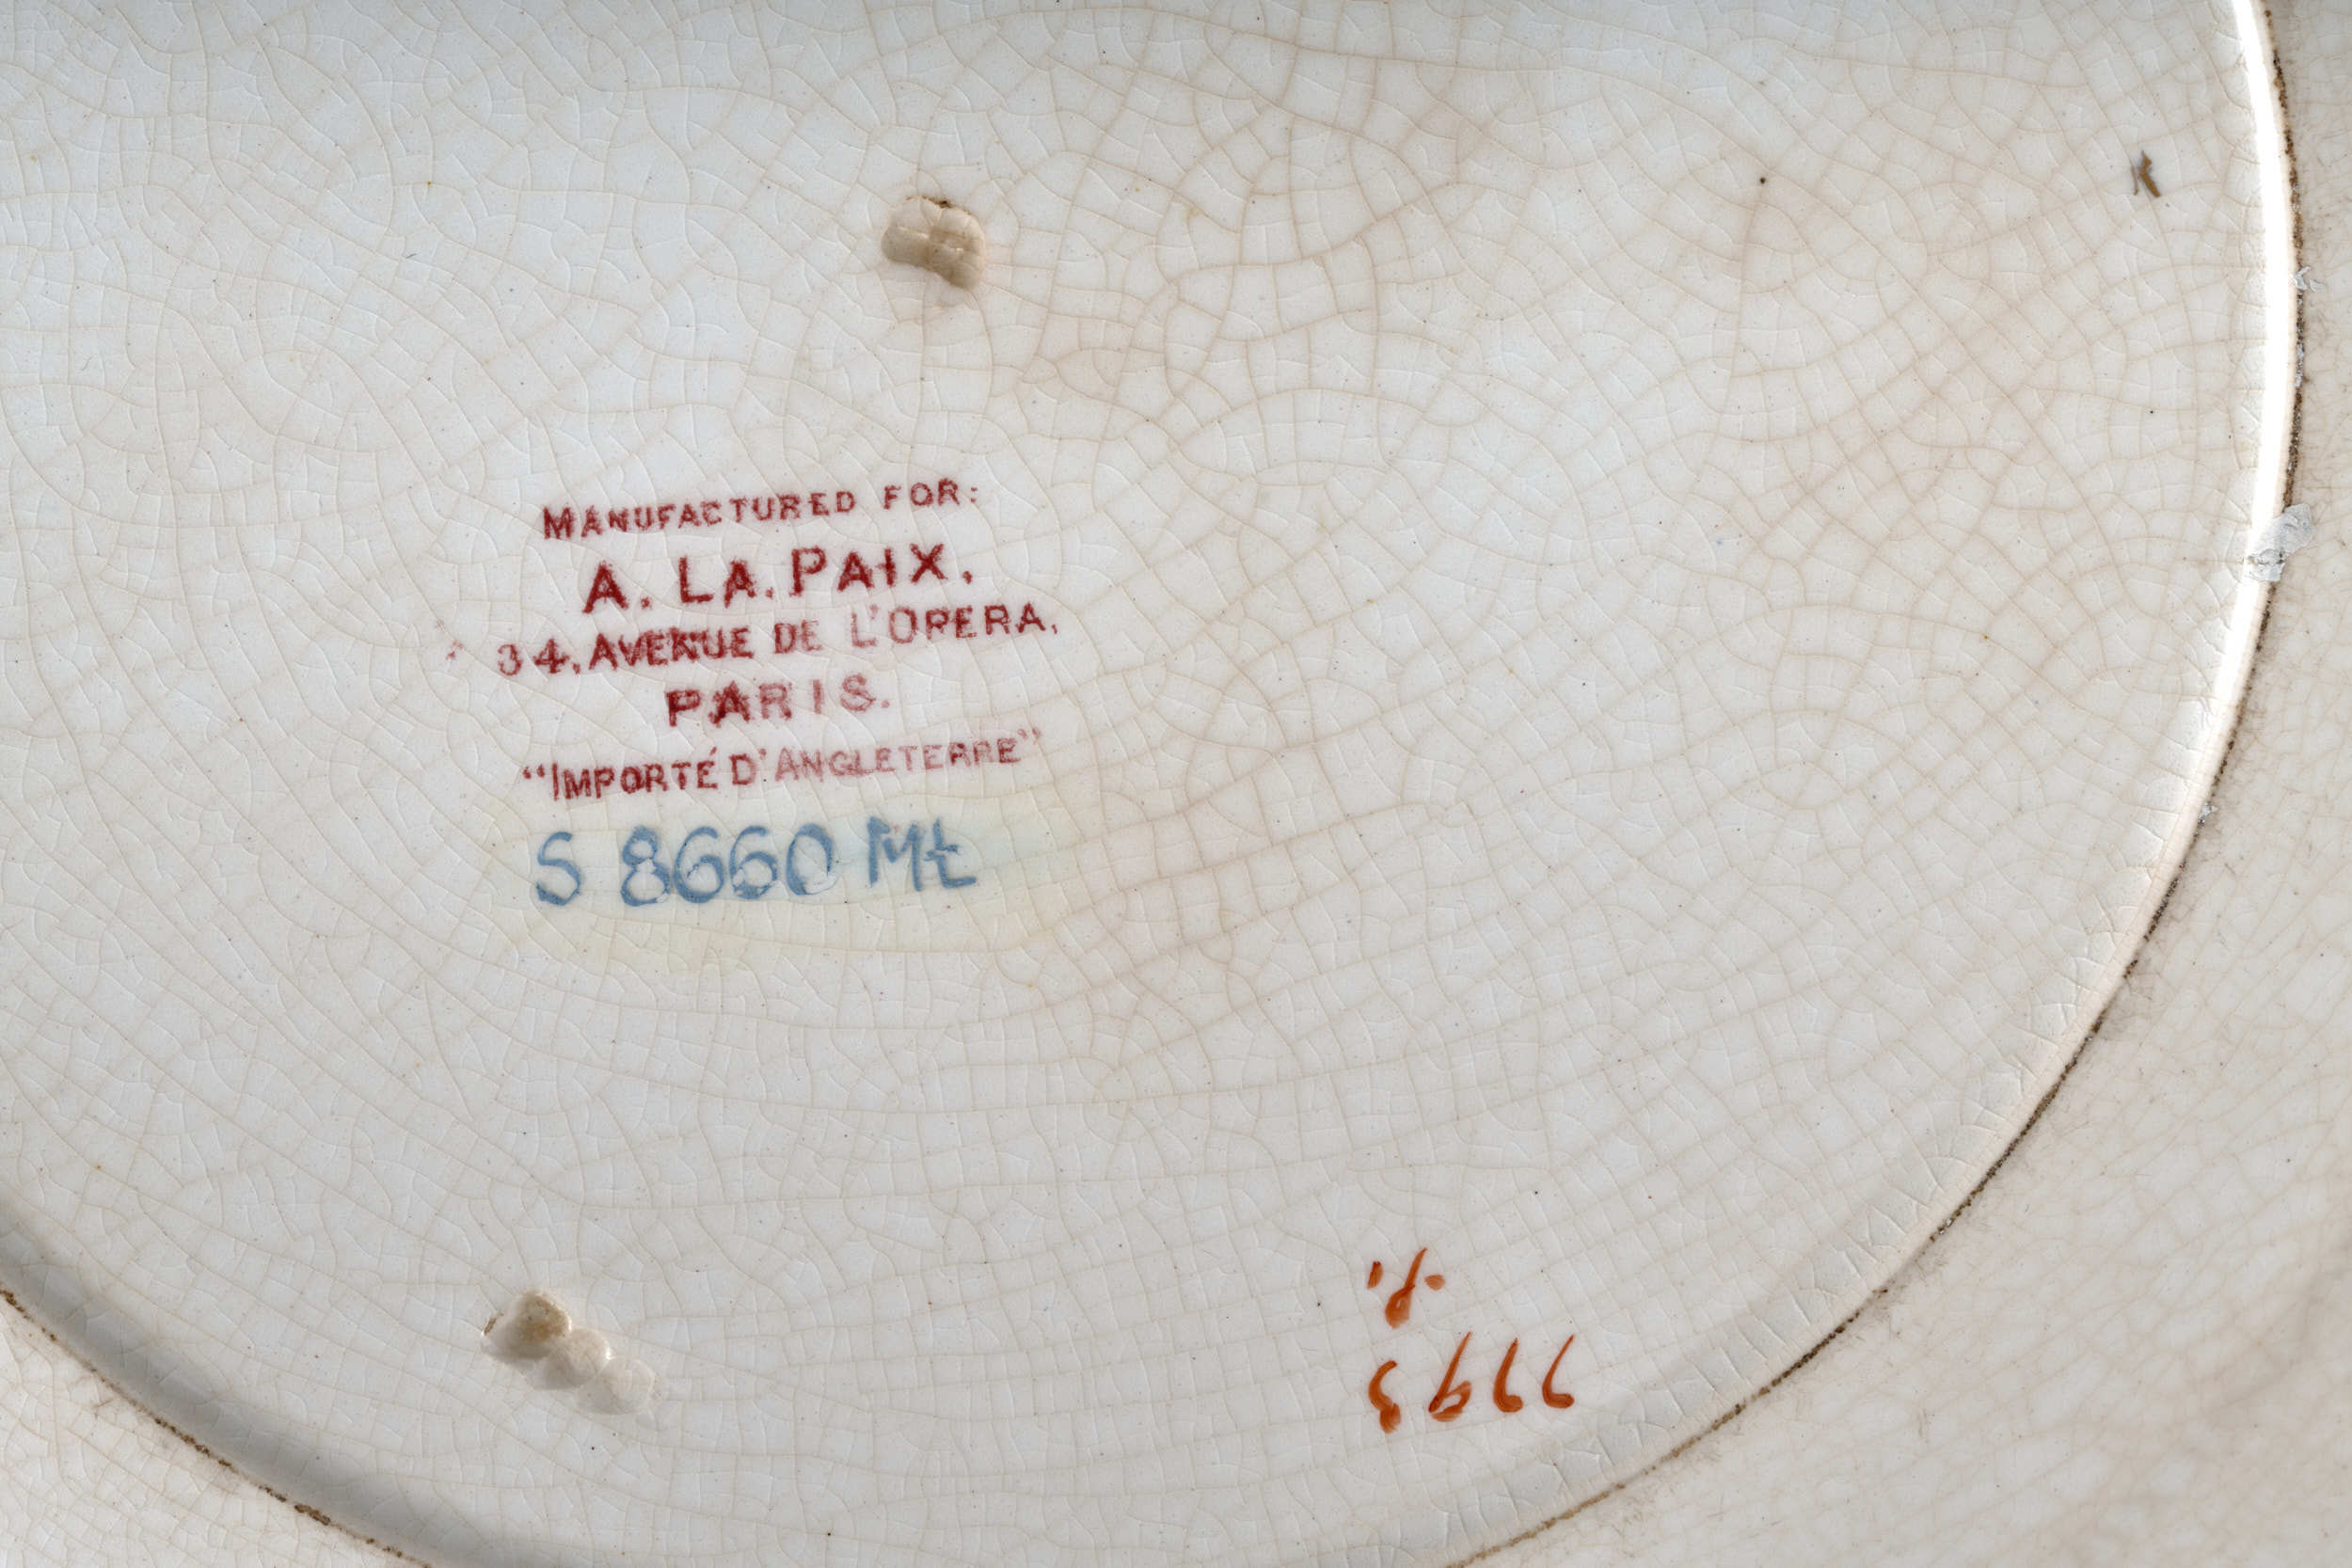 MANUFACTURED FOR:
A. LA. PAIX.
34. AVENUE DE L'OPERA,
PARIS.
"IMPORTÉ D'ANGLETERRE"
S 8660 Mt